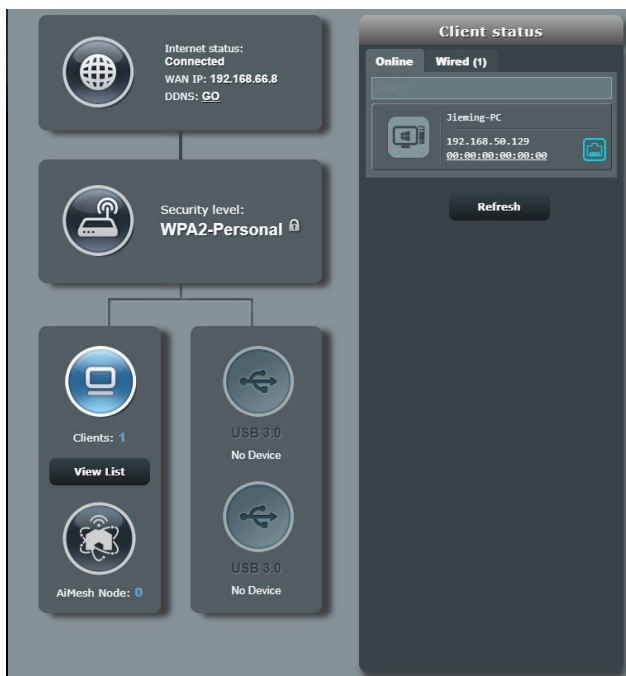 Internet status:
Connected
WAN IP: 192.168.66.8
DDNS: GO
Security level:
WPA2-Personal
Clients: 1
View List
AiMesh Node: 0
USB 3.0
No Device
USB 3.0
No Device
Client status
Online Wired (1)
Search
Jieming-PC
192.168.50.129
00:00:00:00:00:00
Refresh